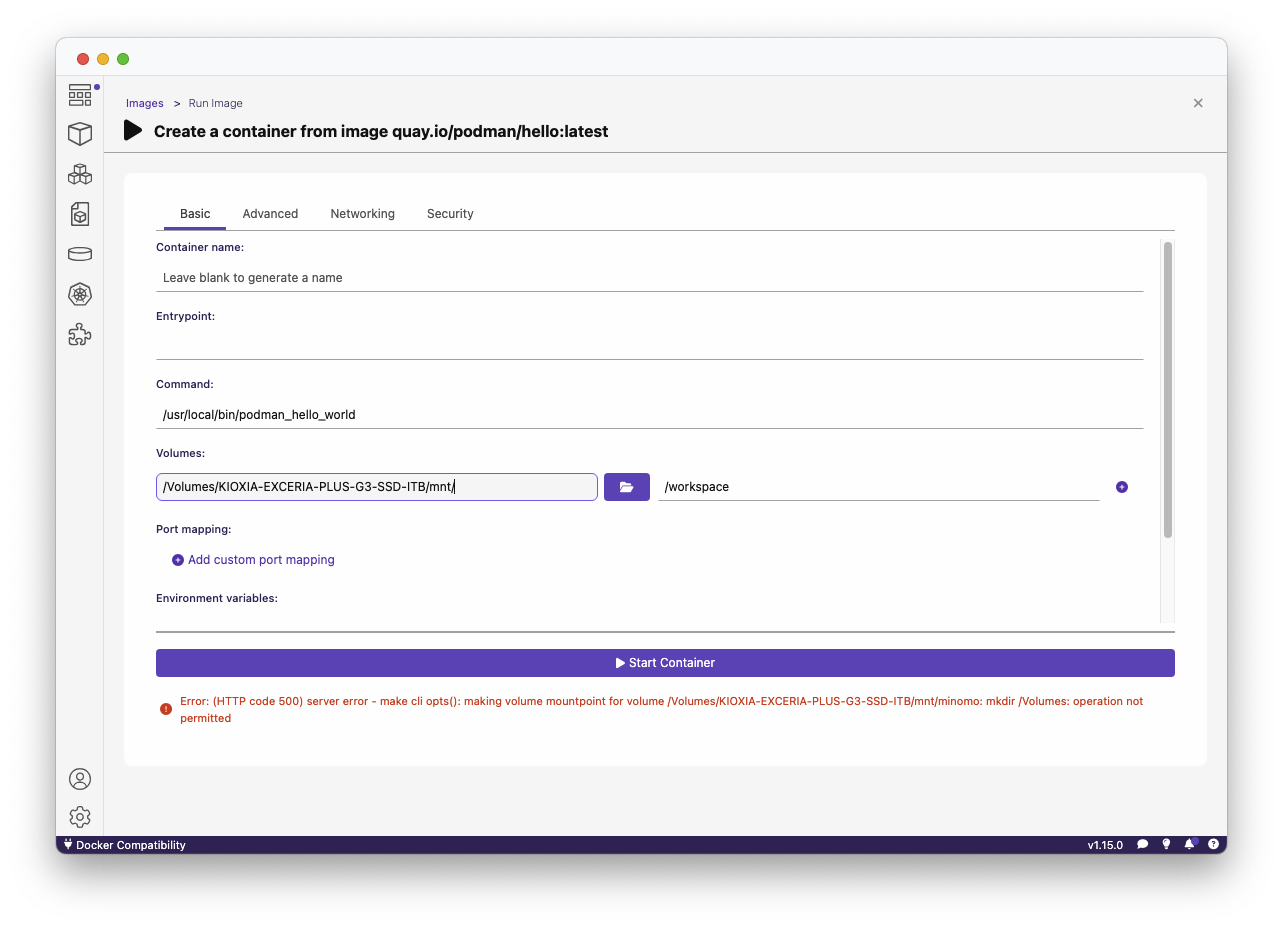 Images > Run Image
Create a container from image quay.io/podman/hello:latest
Basic Advanced Networking Security
Container name:
Leave blank to generate a name
Entrypoint:
Command:
/usr/local/bin/podman_hello_world
Volumes:
/Volumes/KIOXIA-EXCERIA-PLUS-G3-SSD-ITB/mnt/ /workspace
Port mapping:
Add custom port mapping
Environment variables:
Start Container
Error: (HTTP code 500) server error - make cli opts(): making volume mountpoint for volume /Volumes/KIOXIA-EXCERIA-PLUS-G3-SSD-ITB/mnt/minomo: mkdir /Volumes: operation not
permitted
Docker Compatibility v1.15.0